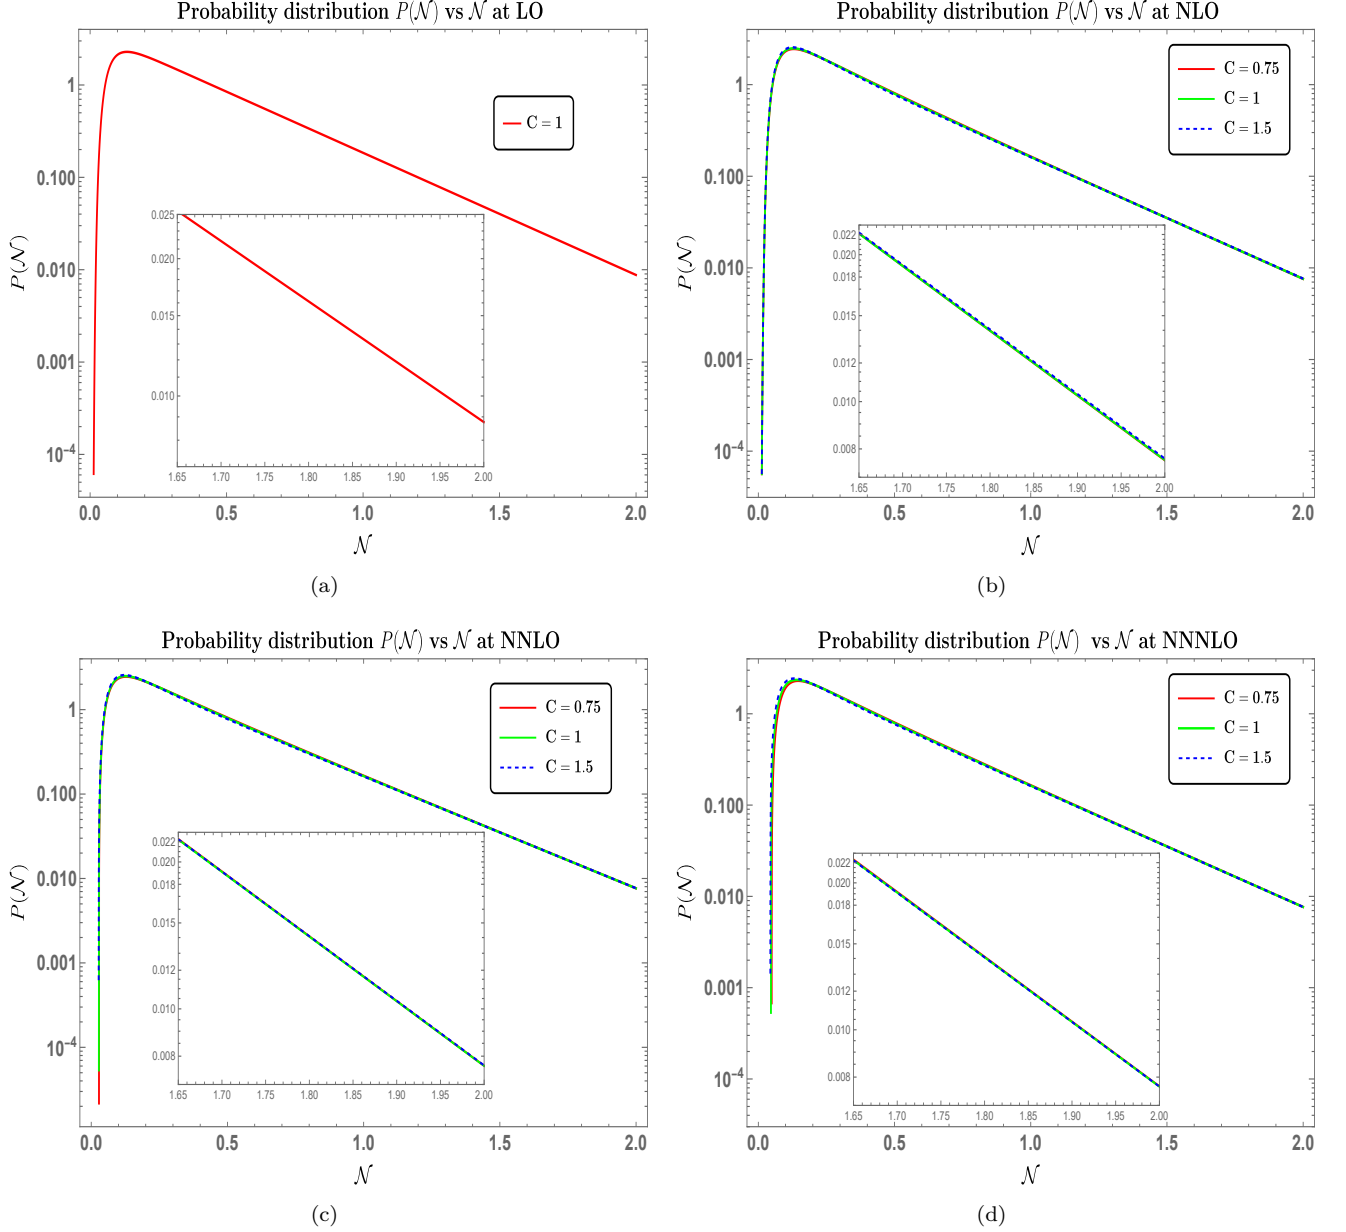 Probability distribution P(𝒩) vs 𝒩 at LO
C = 1
P(𝒩)
1
0.100
0.010
0.001
10⁻⁴
0.025
0.020
0.015
0.010
1.65 1.70 1.75 1.80 1.85 1.90 1.95 2.00
0.0 0.5 1.0 1.5 2.0
𝒩
(a)
Probability distribution P(𝒩) vs 𝒩 at NLO
C = 0.75
C = 1
C = 1.5
P(𝒩)
1
0.100
0.010
0.001
10⁻⁴
0.022
0.020
0.018
0.015
0.012
0.010
0.008
1.65 1.70 1.75 1.80 1.85 1.90 1.95 2.00
0.0 0.5 1.0 1.5 2.0
𝒩
(b)
Probability distribution P(𝒩) vs 𝒩 at NNLO
C = 0.75
C = 1
C = 1.5
P(𝒩)
1
0.100
0.010
0.001
10⁻⁴
0.022
0.020
0.018
0.015
0.012
0.010
0.008
1.65 1.70 1.75 1.80 1.85 1.90 1.95 2.00
0.0 0.5 1.0 1.5 2.0
𝒩
(c)
Probability distribution P(𝒩) vs 𝒩 at NNNLO
C = 0.75
C = 1
C = 1.5
P(𝒩)
1
0.100
0.010
0.001
10⁻⁴
0.022
0.020
0.018
0.015
0.012
0.010
0.008
1.65 1.70 1.75 1.80 1.85 1.90 1.95 2.00
0.0 0.5 1.0 1.5 2.0
𝒩
(d)